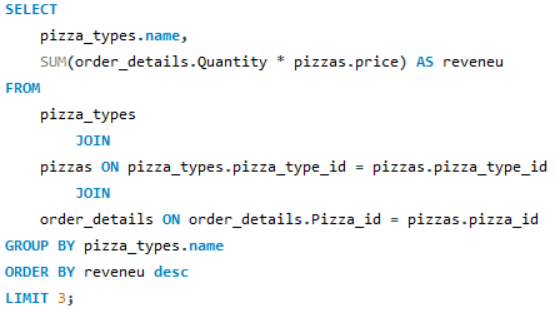 SELECT
pizza_types.name,
SUM(order_details.Quantity * pizzas.price) AS reveneu
FROM
pizza_types
JOIN
pizzas ON pizza_types.pizza_type_id = pizzas.pizza_type_id
JOIN
order_details ON order_details.Pizza_id = pizzas.pizza_id
GROUP BY pizza_types.name
ORDER BY reveneu desc
LIMIT 3;